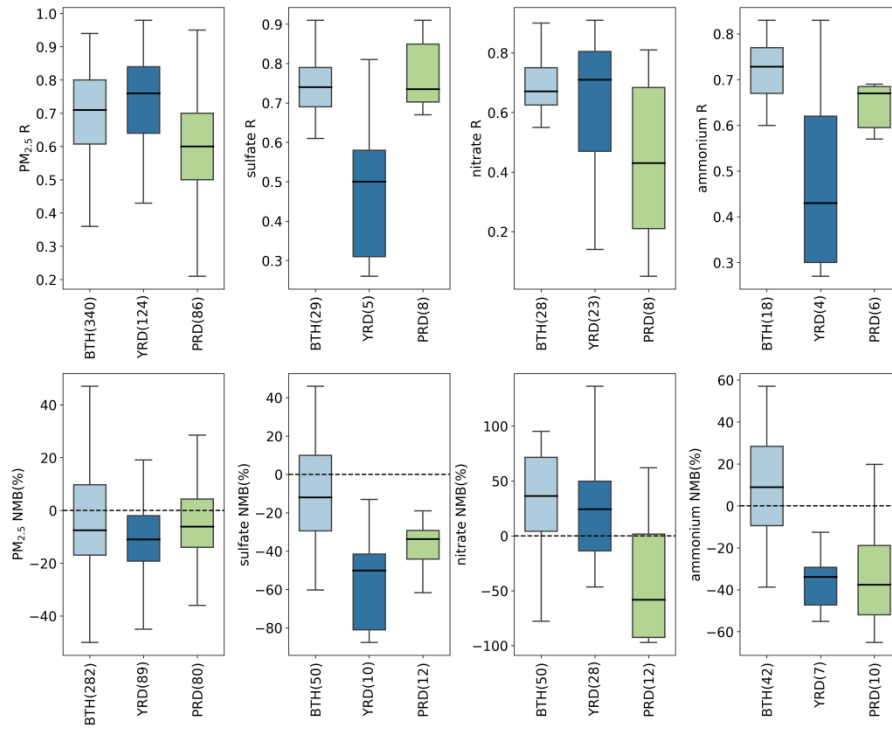 PM2.5 R
1.0
0.9
0.8
0.7
0.6
0.5
0.4
0.3
0.2
BTH(340)
YRD(124)
PRD(86)
sulfate R
0.9
0.8
0.7
0.6
0.5
0.4
0.3
BTH(29)
YRD(5)
PRD(8)
nitrate R
0.8
0.6
0.4
0.2
BTH(28)
YRD(23)
PRD(8)
ammonium R
0.8
0.7
0.6
0.5
0.4
0.3
BTH(18)
YRD(4)
PRD(6)
PM2.5 NMB(%)
40
20
0
−20
−40
BTH(282)
YRD(89)
PRD(80)
sulfate NMB(%)
40
20
0
−20
−40
−60
−80
BTH(50)
YRD(10)
PRD(12)
nitrate NMB(%)
100
50
0
−50
−100
BTH(50)
YRD(28)
PRD(12)
ammonium NMB(%)
60
40
20
0
−20
−40
−60
BTH(42)
YRD(7)
PRD(10)